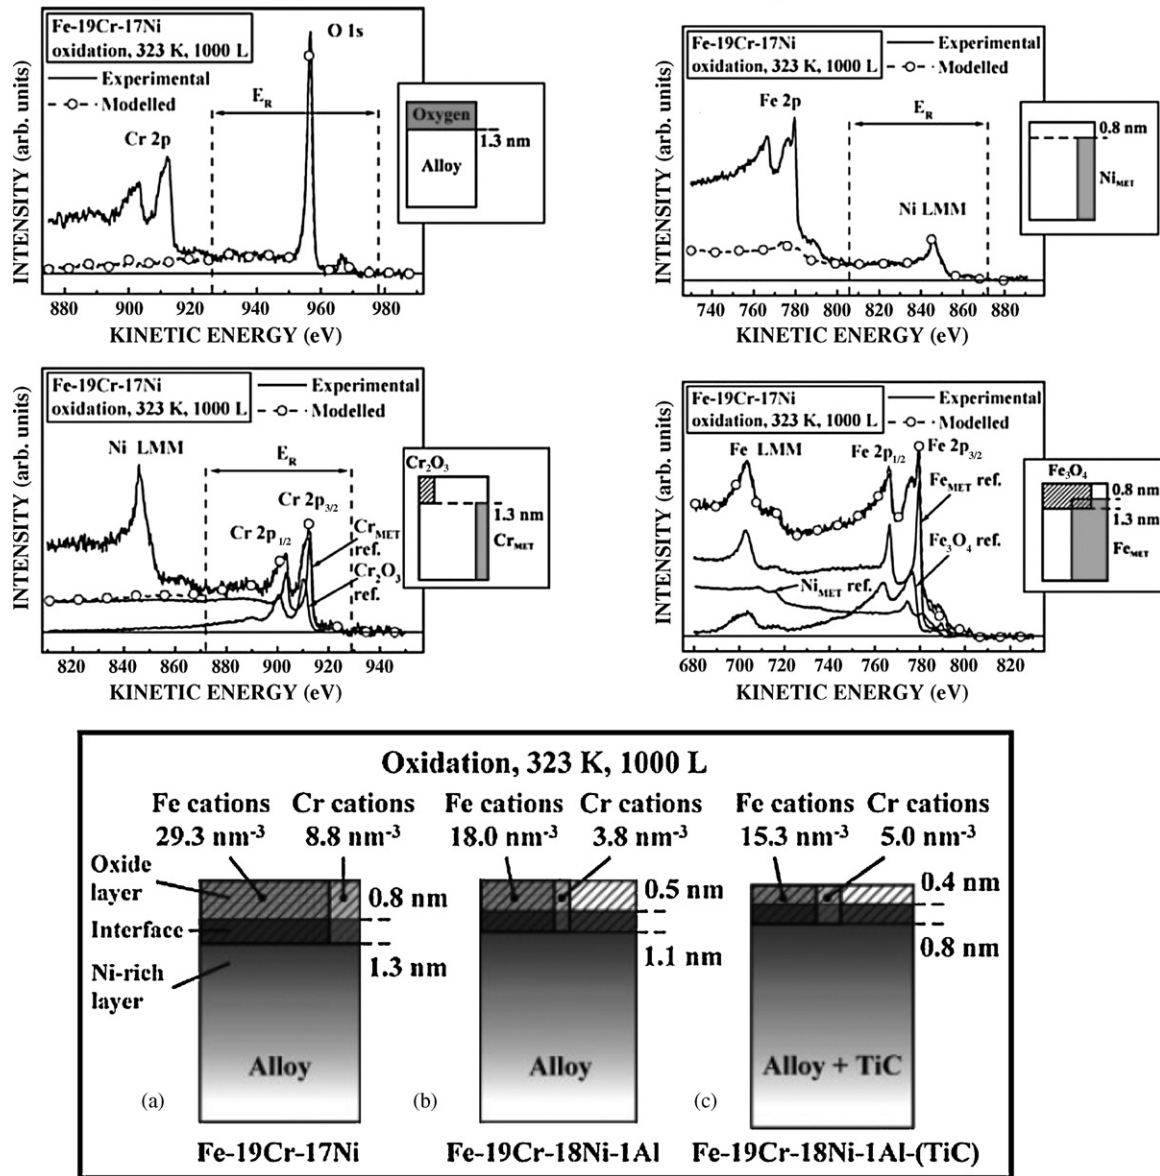 Fe-19Cr-17Ni
oxidation, 323 K, 1000 L
Experimental
Modelled
O 1s
E_R
Cr 2p
INTENSITY (arb. units)
880 900 920 940 960 980
KINETIC ENERGY (eV)
Oxygen
1.3 nm
Alloy
Fe-19Cr-17Ni
oxidation, 323 K, 1000 L
Experimental
Modelled
Fe 2p
E_R
Ni LMM
INTENSITY (arb. units)
740 760 780 800 820 840 860 880
KINETIC ENERGY (eV)
0.8 nm
Ni_MET
Fe-19Cr-17Ni
oxidation, 323 K, 1000 L
Experimental
Modelled
Ni LMM
E_R
Cr 2p_3/2
Cr 2p_1/2
Cr_MET
ref.
Cr_2O_3
ref.
INTENSITY (arb. units)
820 840 860 880 900 920 940
KINETIC ENERGY (eV)
Cr_2O_3
1.3 nm
Cr_MET
Fe-19Cr-17Ni
oxidation, 323 K, 1000 L
Experimental
Modelled
Fe LMM
Fe 2p_1/2
Fe 2p_3/2
Fe_MET ref.
Fe_3O_4 ref.
Ni_MET ref.
INTENSITY (arb. units)
680 700 720 740 760 780 800 820
KINETIC ENERGY (eV)
Fe_3O_4
0.8 nm
1.3 nm
Fe_MET
Oxidation, 323 K, 1000 L
Fe cations Cr cations Fe cations Cr cations Fe cations Cr cations
29.3 nm^-3 8.8 nm^-3 18.0 nm^-3 3.8 nm^-3 15.3 nm^-3 5.0 nm^-3
Oxide
layer
Interface
Ni-rich
layer
0.8 nm
1.3 nm
0.5 nm
1.1 nm
0.4 nm
0.8 nm
Alloy Alloy Alloy + TiC
(a) (b) (c)
Fe-19Cr-17Ni Fe-19Cr-18Ni-1Al Fe-19Cr-18Ni-1Al-(TiC)